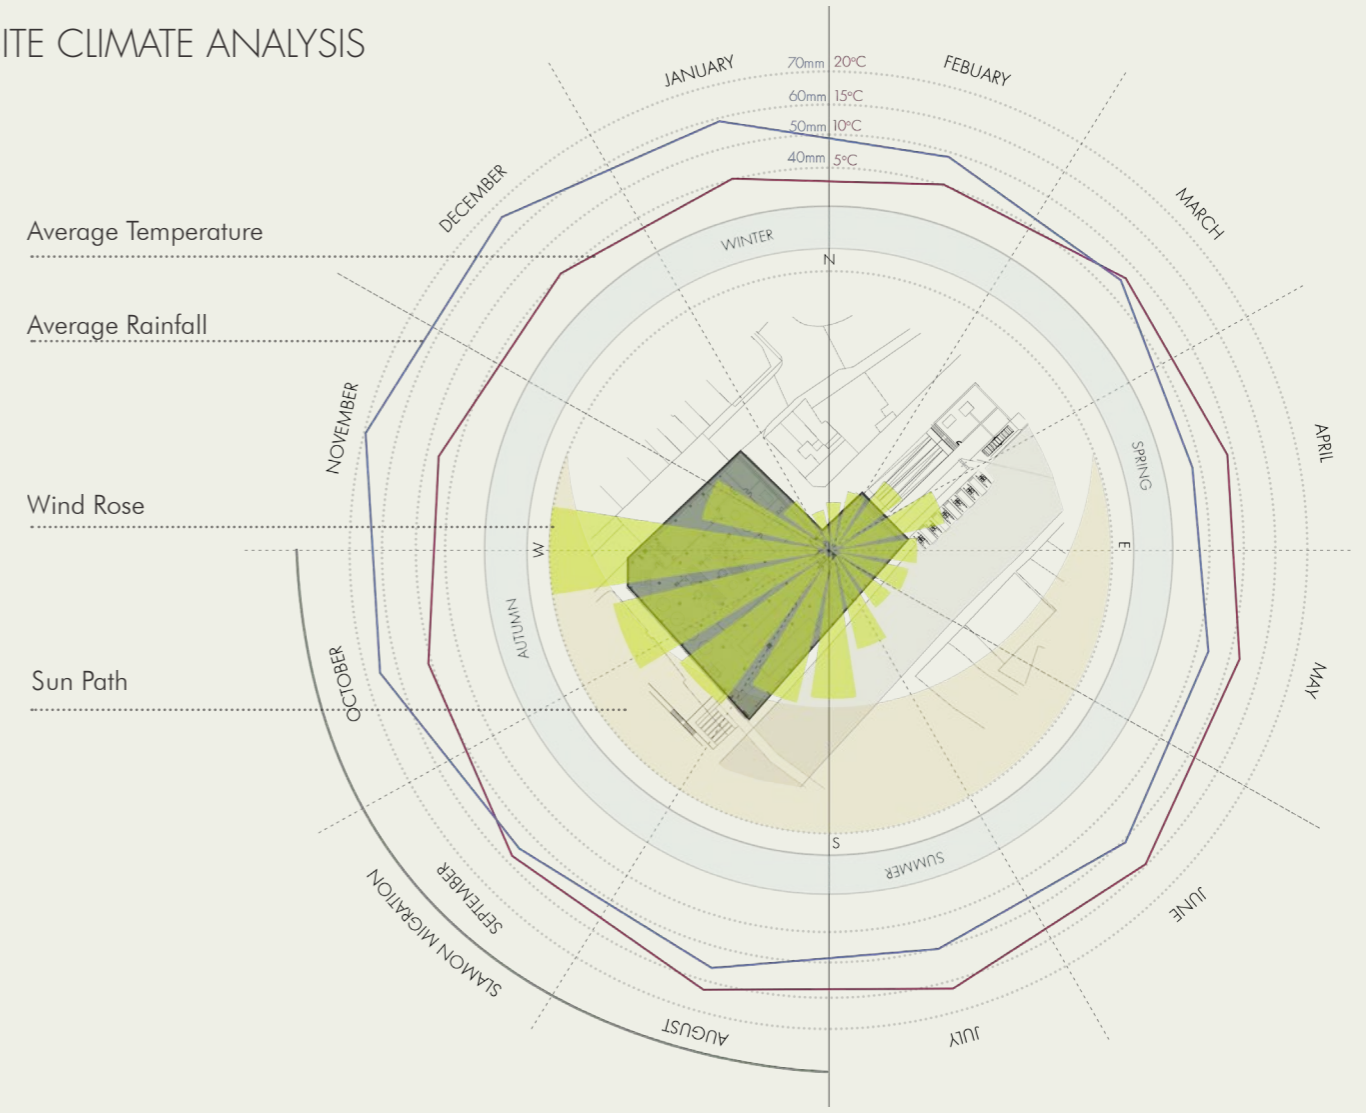 ITE CLIMATE ANALYSIS
JANUARY
FEBUARY
MARCH
APRIL
MAY
JUNE
JULY
AUGUST
SEPTEMBER
OCTOBER
NOVEMBER
DECEMBER
70mm 20°C
60mm 15°C
50mm 10°C
40mm 5°C
Average Temperature
Average Rainfall
Wind Rose
Sun Path
WINTER
SPRING
SUMMER
AUTUMN
N
E
S
W
SLAMON MIGRATION